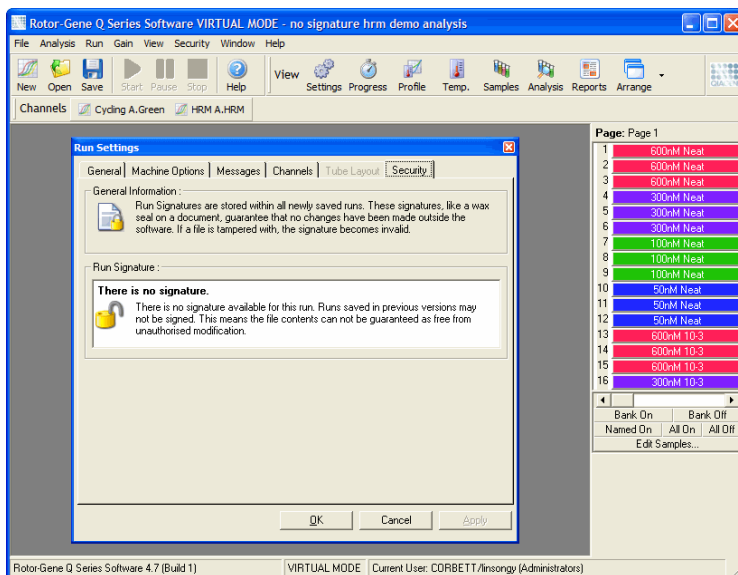 Rotor-Gene Q Series Software VIRTUAL MODE - no signature hrm demo analysis
File Analysis Run Gain View Security Window Help
New Open Save Start Pause Stop Help View Settings Progress Profile Temp. Samples Analysis Reports Arrange
Channels Cycling A.Green HRM A.HRM
Page: Page 1
Run Settings
General Machine Options Messages Channels Tube Layout Security
General Information :
Run Signatures are stored within all newly saved runs. These signatures, like a wax
seal on a document, guarantee that no changes have been made outside the
software. If a file is tampered with, the signature becomes invalid.
Run Signature :
There is no signature.
There is no signature available for this run. Runs saved in previous versions may
not be signed. This means the file contents can not be guaranteed as free from
unauthorised modification.
OK Cancel Apply
1 600nM Neat
2 600nM Neat
3 600nM Neat
4 300nM Neat
5 300nM Neat
6 300nM Neat
7 100nM Neat
8 100nM Neat
9 100nM Neat
10 50nM Neat
11 50nM Neat
12 50nM Neat
13 600nM 10-3
14 600nM 10-3
15 600nM 10-3
16 300nM 10-3
Bank On Bank Off
Named On All On All Off
Edit Samples...
Rotor-Gene Q Series Software 4.7 (Build 1) VIRTUAL MODE Current User: CORBETT/linsongy (Administrators)